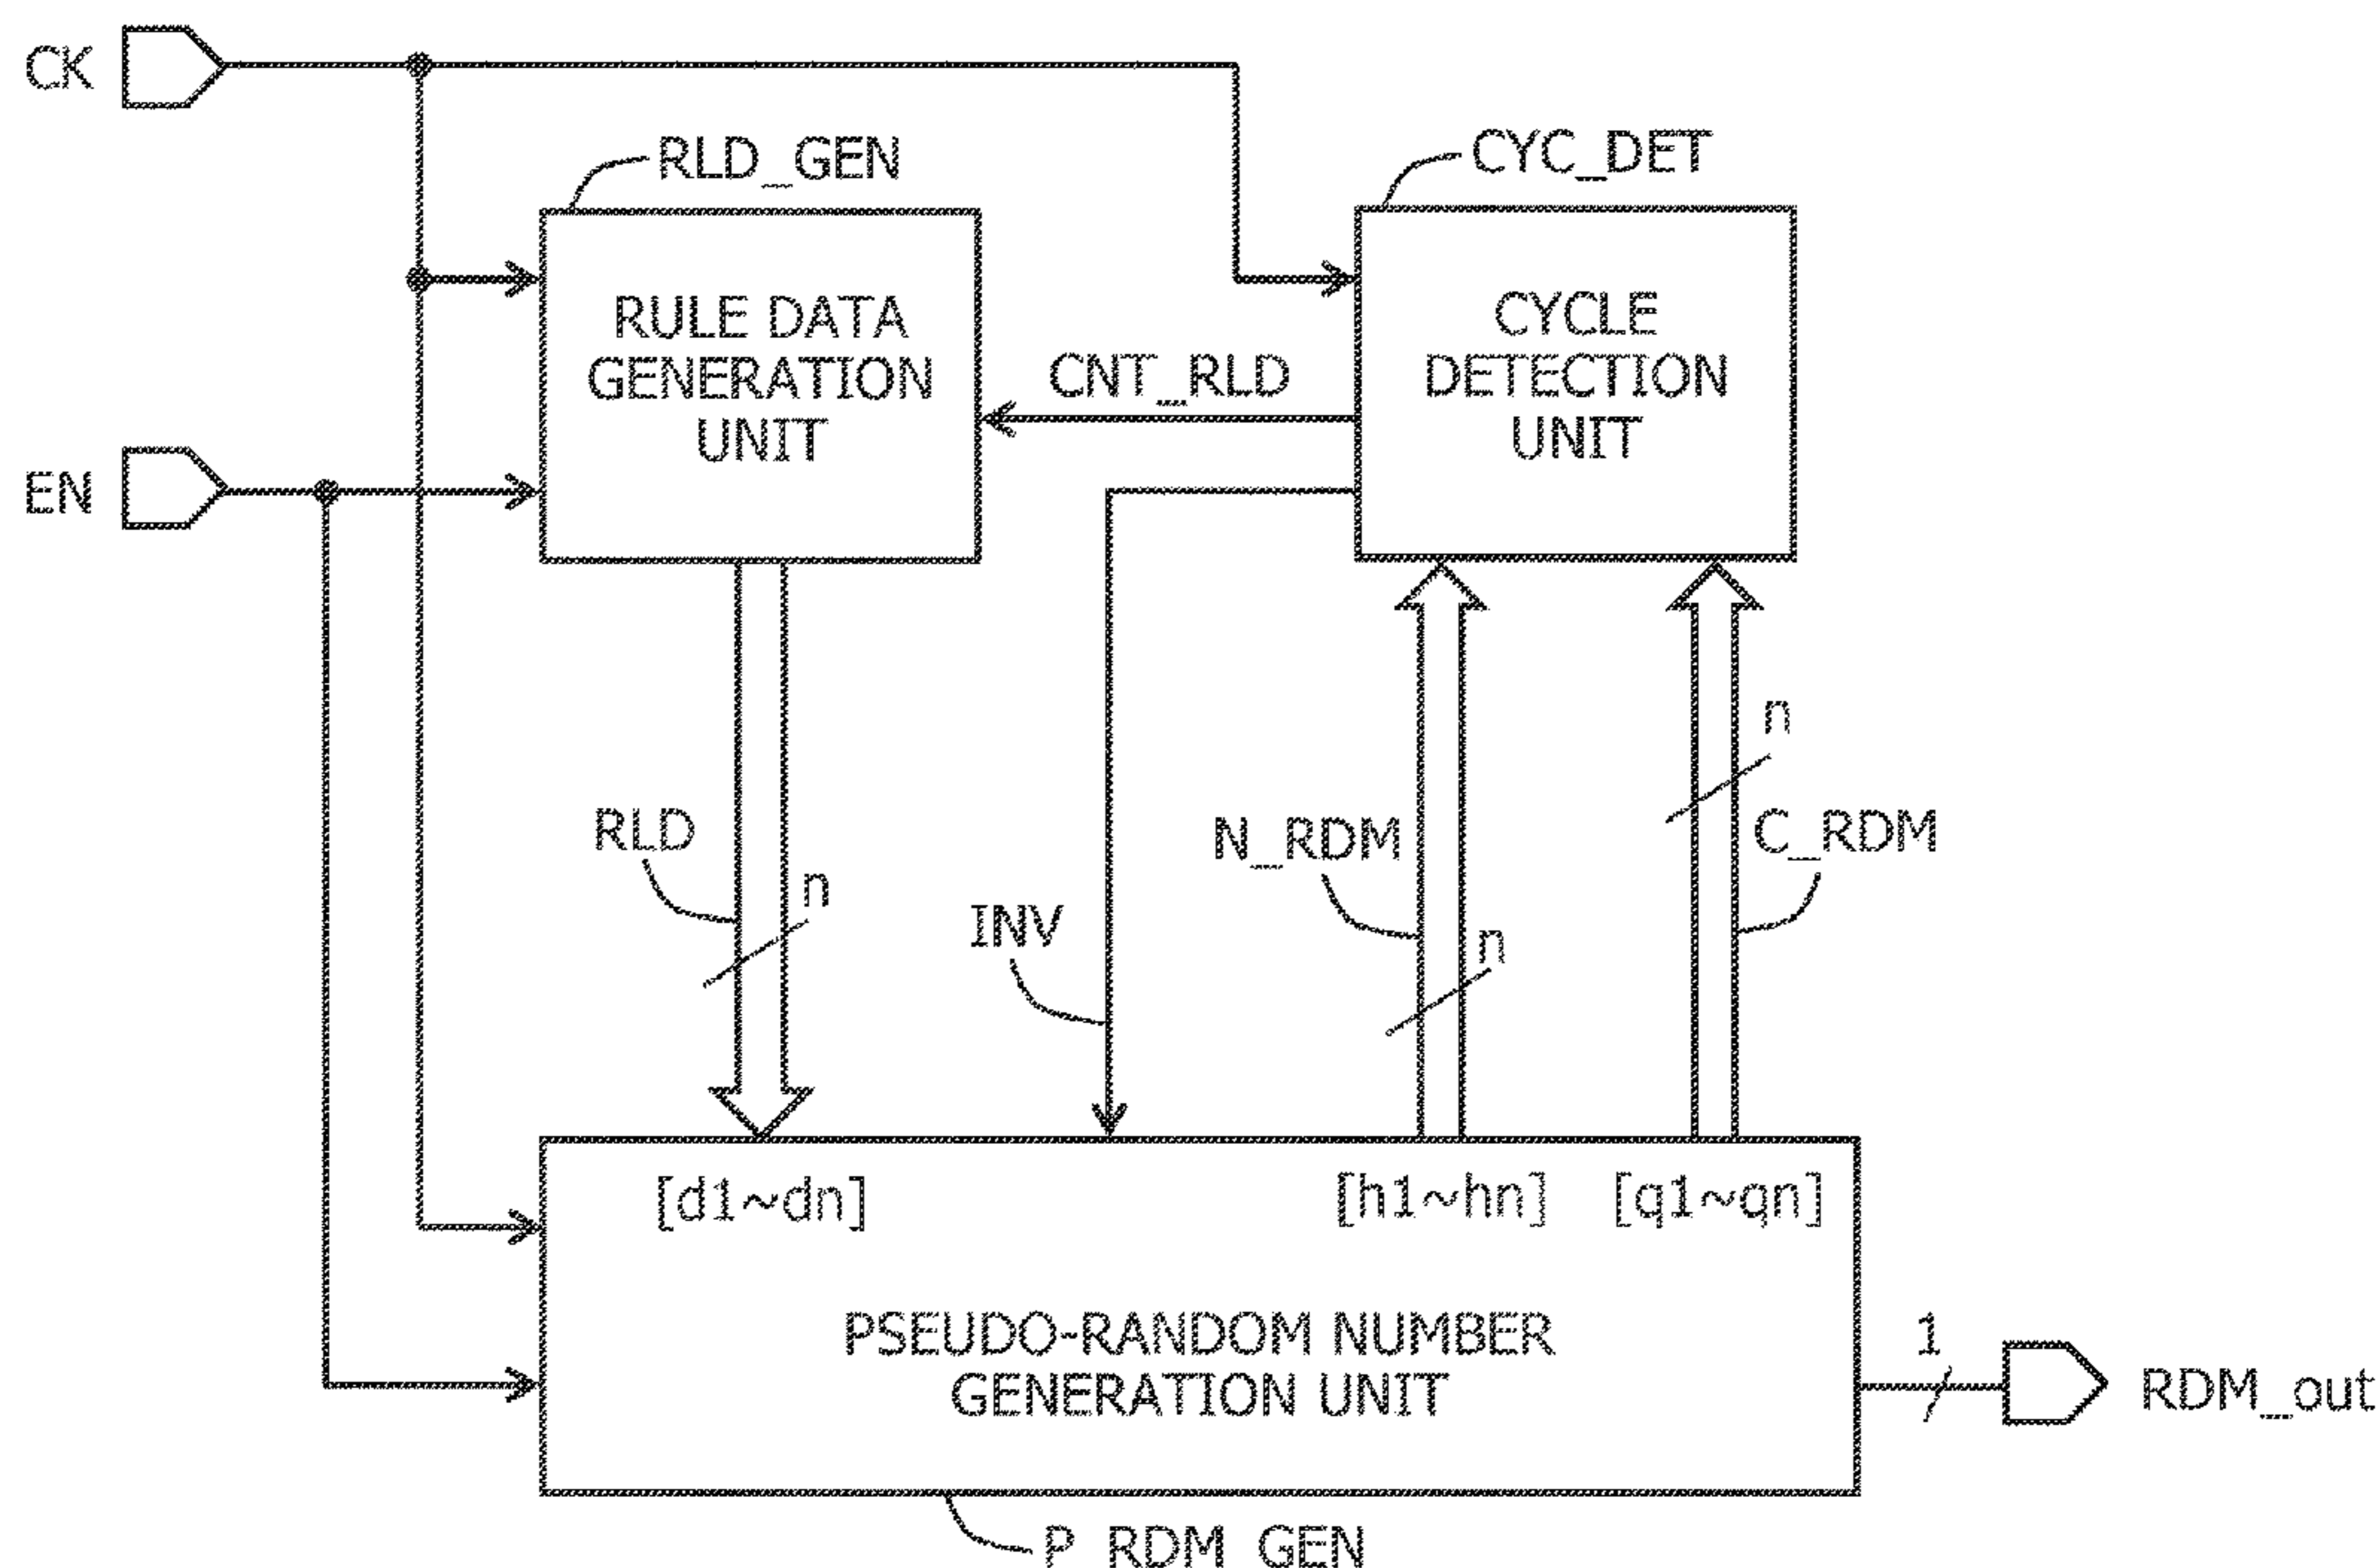 CK
RLD_GEN
CYC_DET
RULE DATA
GENERATION
UNIT
CYCLE
DETECTION
UNIT
CNT_RLD
EN
n
RLD
n
N_RDM
C_RDM
INV
n
[d1~dn]
[h1~hn]
[q1~qn]
PSEUDO-RANDOM NUMBER
GENERATION UNIT
1
RDM_out
P_RDM_GEN